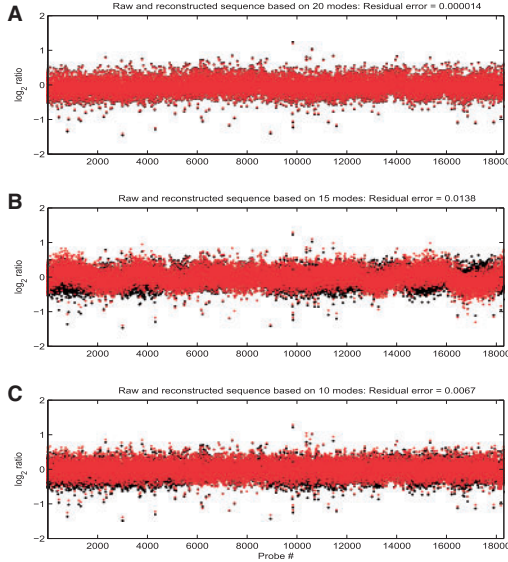 A
Raw and reconstructed sequence based on 20 modes: Residual error = 0.000014
2
1
0
−1
−2
log2 ratio
2000 4000 6000 8000 10000 12000 14000 16000 18000
B
Raw and reconstructed sequence based on 15 modes: Residual error = 0.0138
2
1
0
−1
−2
log2 ratio
2000 4000 6000 8000 10000 12000 14000 16000 18000
C
Raw and reconstructed sequence based on 10 modes: Residual error = 0.0067
2
1
0
−1
−2
log2 ratio
2000 4000 6000 8000 10000 12000 14000 16000 18000
Probe #